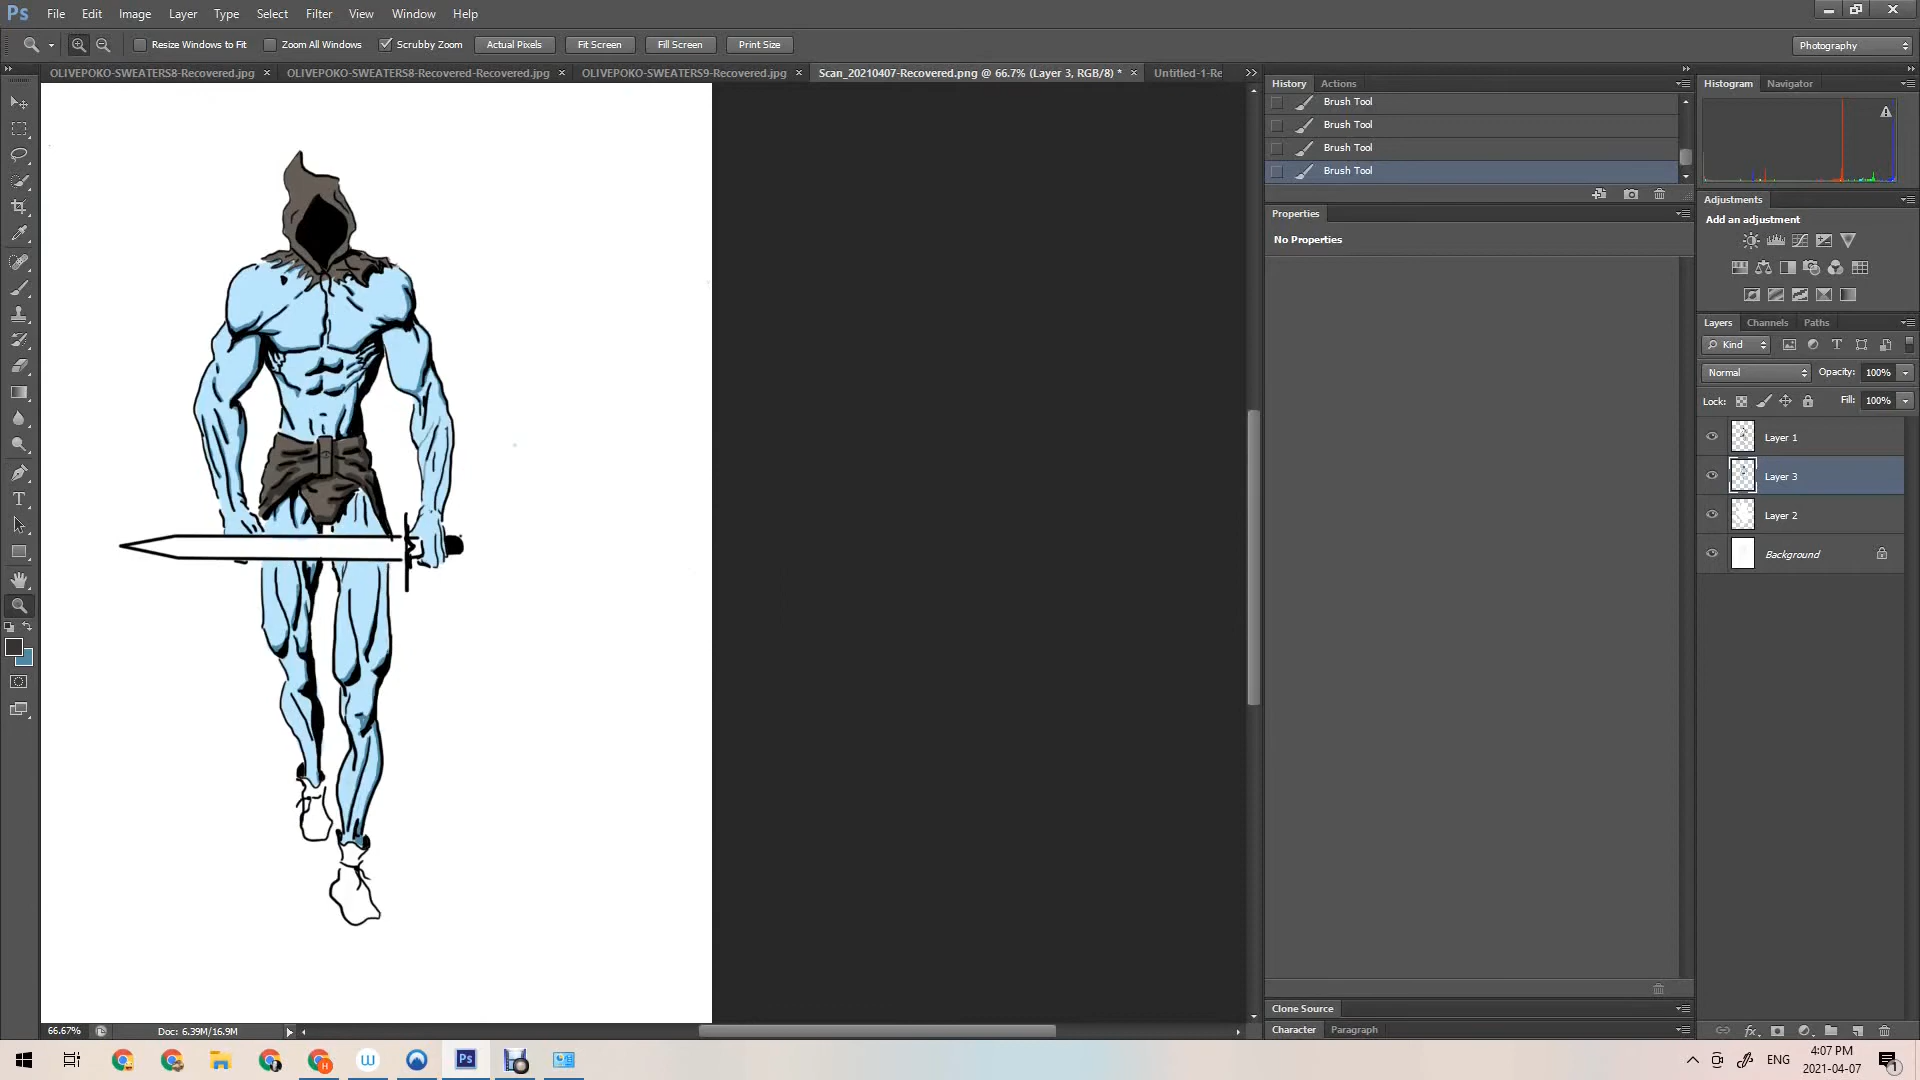 Ps File Edit Image Layer Type Select Filter View Window Help
Resize Windows to Fit Zoom All Windows Scrubby Zoom Actual Pixels Fit Screen Fill Screen Print Size Photography
OLIVEPOKO-SWEATERS8-Recovered.jpg × OLIVEPOKO-SWEATERS8-Recovered-Recovered.jpg × OLIVEPOKO-SWEATERS9-Recovered.jpg × Scan_20210407-Recovered.png @ 66.7% (Layer 3, RGB/8) * × Untitled-1-Re
History Actions
Brush Tool
Brush Tool
Brush Tool
Brush Tool
Properties
No Properties
Clone Source
Character Paragraph
Histogram Navigator
Adjustments
Add an adjustment
Layers Channels Paths
Kind
Normal Opacity: 100%
Lock: Fill: 100%
Layer 1
Layer 3
Layer 2
Background
fx
66.67% Doc: 6.39M/16.9M
Ps ENG 4:07 PM
2021-04-07
1